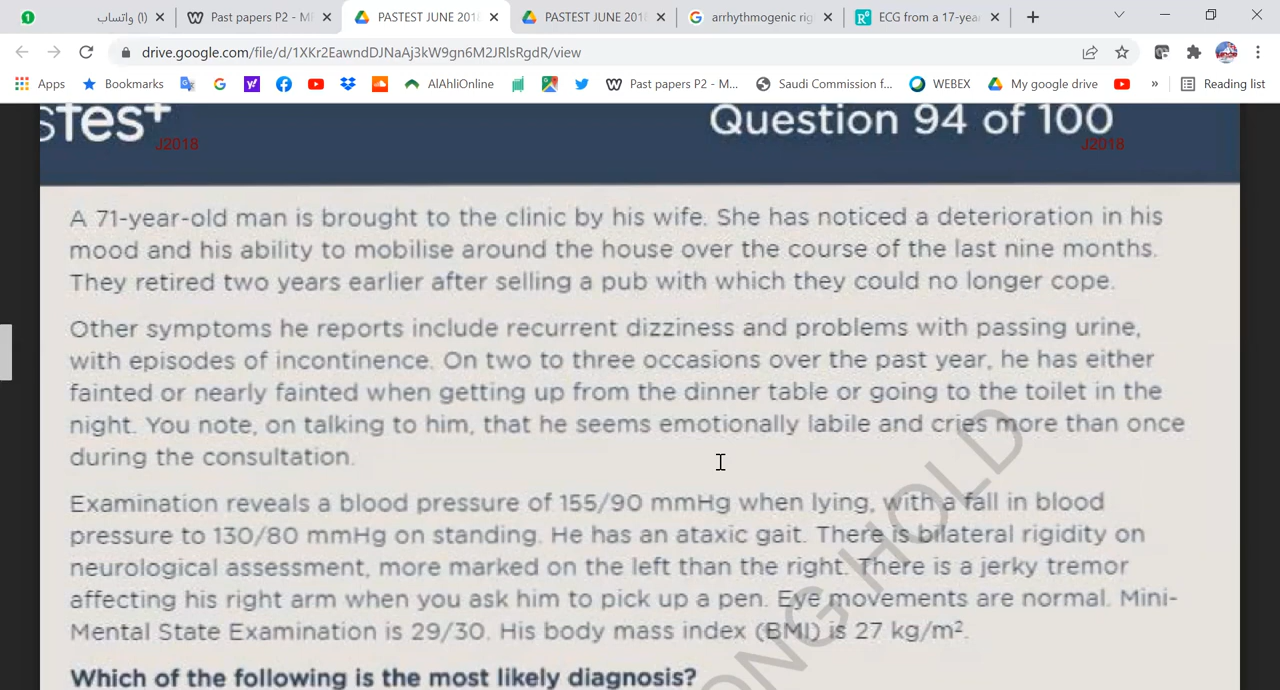 (1) واتساب
Past papers P2 - MF
PASTEST JUNE 2018
PASTEST JUNE 2018
arrhythmogenic rig
ECG from a 17-yea
drive.google.com/file/d/1XKr2EawndDJNaAj3kW9gn6M2JRlsRgdR/view
Apps
Bookmarks
AlAhliOnline
Past papers P2 - M...
Saudi Commission f...
WEBEX
My google drive
»
Reading list
stest+
Question 94 of 100
J2018
J2018
A 71-year-old man is brought to the clinic by his wife. She has noticed a deterioration in his
mood and his ability to mobilise around the house over the course of the last nine months.
They retired two years earlier after selling a pub with which they could no longer cope.
Other symptoms he reports include recurrent dizziness and problems with passing urine,
with episodes of incontinence. On two to three occasions over the past year, he has either
fainted or nearly fainted when getting up from the dinner table or going to the toilet in the
night. You note, on talking to him, that he seems emotionally labile and cries more than once
during the consultation.
Examination reveals a blood pressure of 155/90 mmHg when lying, with a fall in blood
pressure to 130/80 mmHg on standing. He has an ataxic gait. There is bilateral rigidity on
neurological assessment, more marked on the left than the right. There is a jerky tremor
affecting his right arm when you ask him to pick up a pen. Eye movements are normal. Mini-
Mental State Examination is 29/30. His body mass index (BMI) is 27 kg/m².
Which of the following is the most likely diagnosis?
ONG HOLD